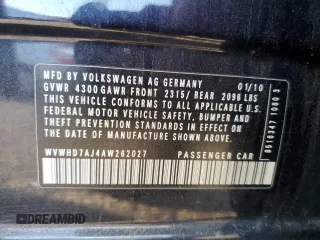 MFD. BY VOLKSWAGEN AG GERMANY 01/10
GVWR 4300 GAWR FRONT 2315/ REAR 2096 LBS
THIS VEHICLE CONFORMS TO ALL APPLICABLE U.S.
FEDERAL MOTOR VEHICLE SAFETY, BUMPER AND THEFT
PREVENTION STANDARDS IN EFFECT ON THE
DATE OF MANUFACTURE SHOWN ABOVE.
WVWHD7AJ4AW262027 PASSENGER CAR
DREAMBID